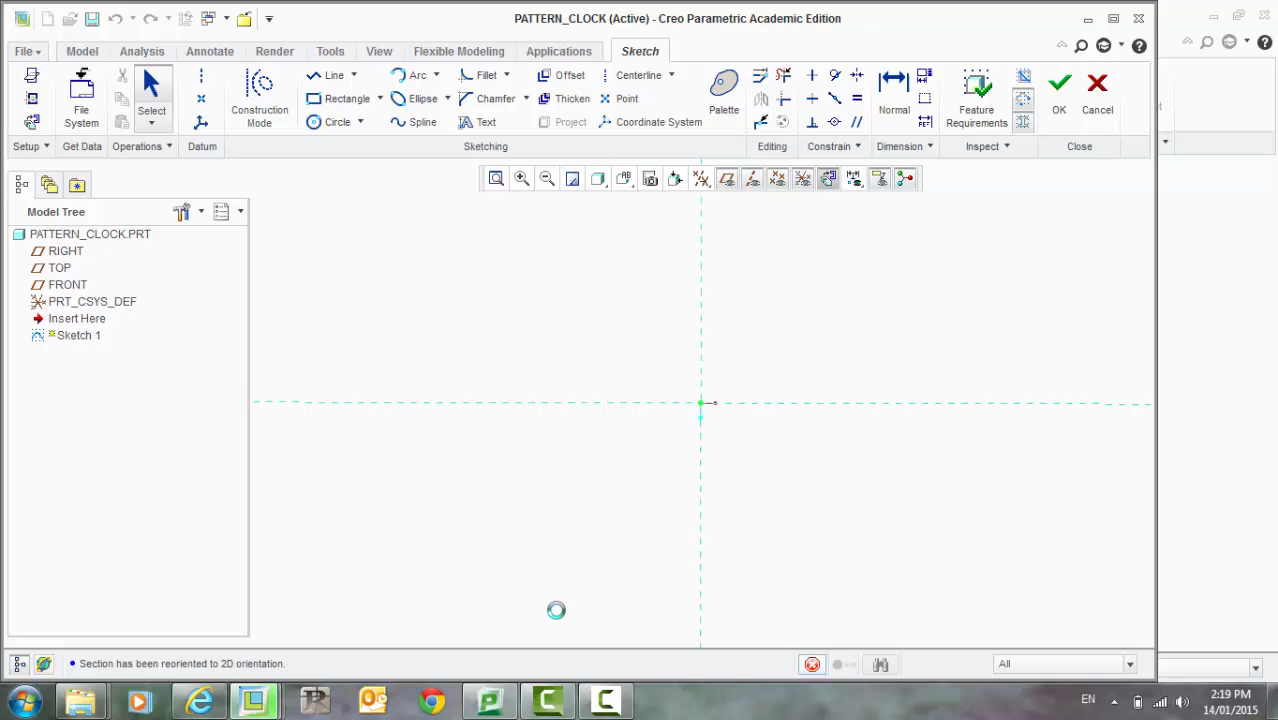 PATTERN_CLOCK (Active) - Creo Parametric Academic Edition
File Model Analysis Annotate Render Tools View Flexible Modeling Applications Sketch
Line Arc Fillet Offset Centerline
Rectangle Ellipse Chamfer Thicken Point
Circle Spline Text Project Coordinate System
File System
Select
Construction Mode
Palette
Normal
Feature Requirements
OK
Cancel
Setup Get Data Operations Datum Sketching Editing Constrain Dimension Inspect Close
Model Tree
PATTERN_CLOCK.PRT
RIGHT
TOP
FRONT
PRT_CSYS_DEF
Insert Here
Sketch 1
Section has been reoriented to 2D orientation.
All
EN
2:19 PM
14/01/2015